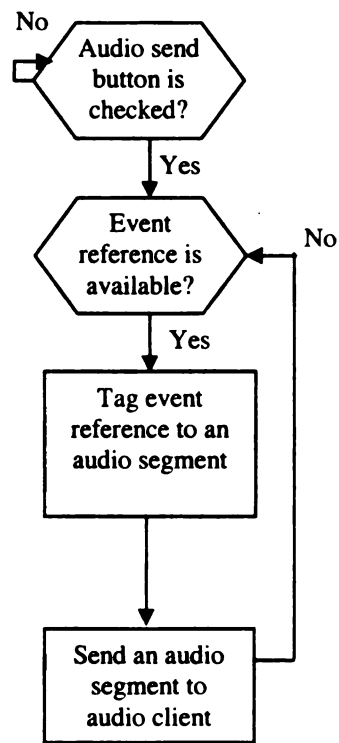 No
Audio send
button is
checked?
Yes
Event
reference is
available?
No
Yes
Tag event
reference to an
audio segment
Send an audio
segment to
audio client